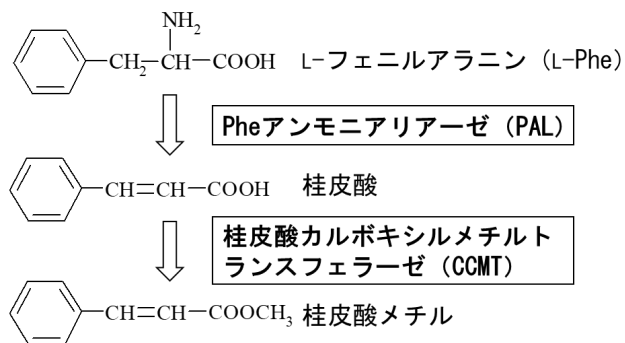 NH₂
CH₂—CH—COOH L-フェニルアラニン（L-Phe）
Pheアンモニアリアーゼ（PAL）
CH=CH—COOH 桂皮酸
桂皮酸カルボキシルメチルト
ランスフェラーゼ（CCMT）
CH=CH—COOCH₃ 桂皮酸メチル